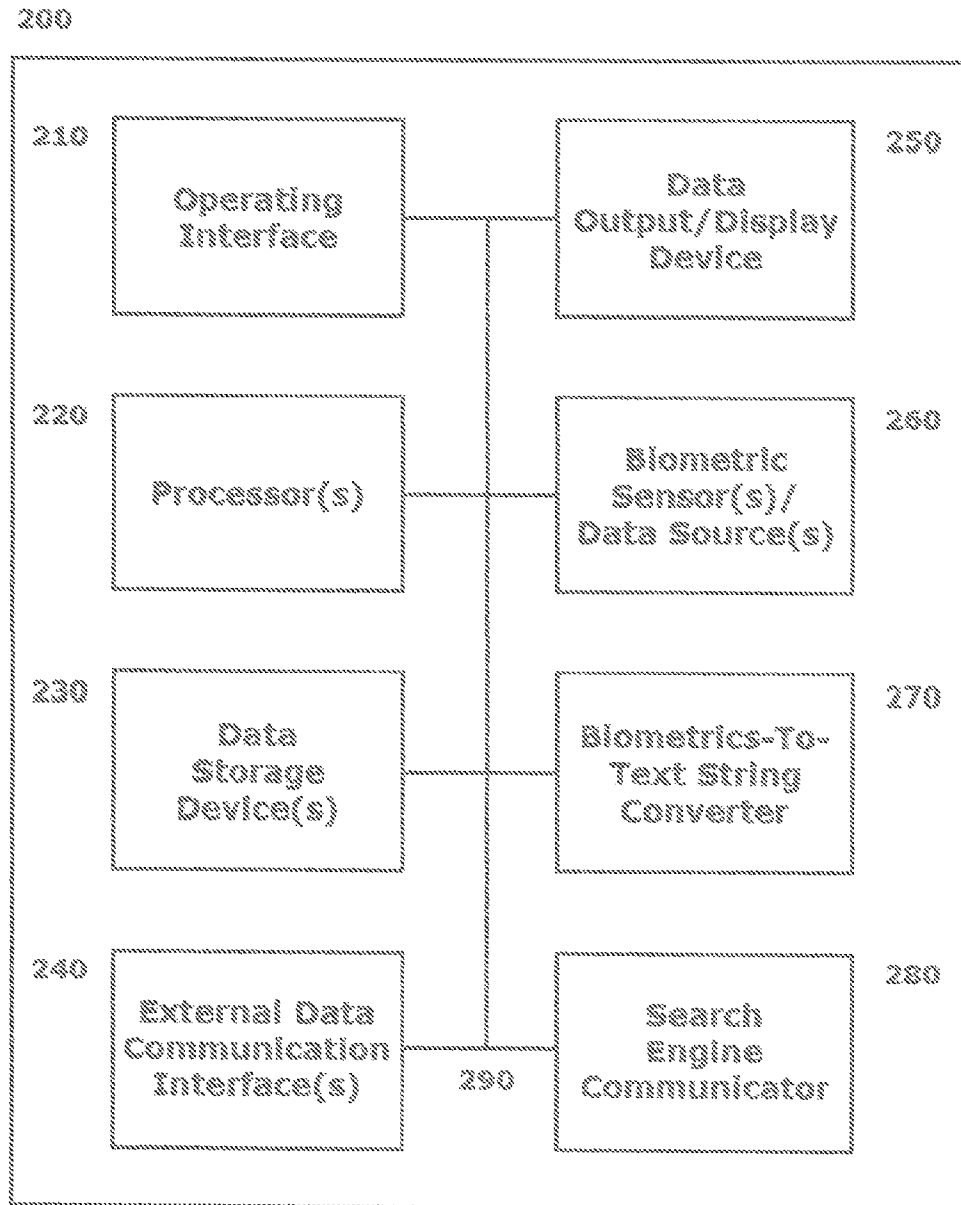 200
210
Operating
Interface
250
Data
Output/Display
Device
220
Processor(s)
260
Biometric
Sensor(s)/
Data Source(s)
230
Data
Storage
Device(s)
270
Biometrics-To-
Text String
Converter
240
External Data
Communication
Interface(s)
290
280
Search
Engine
Communicator